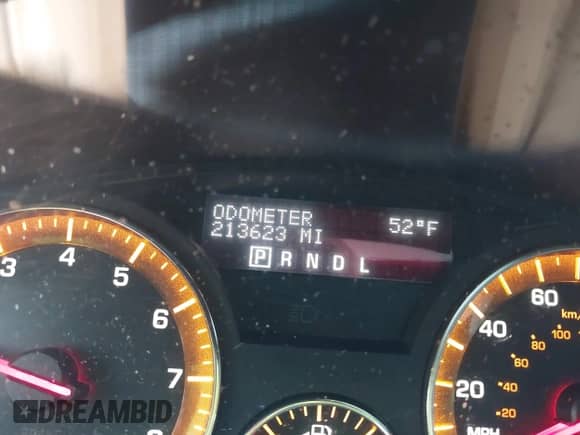 ODOMETER 52°F
213623 MI
P R N D L
3 4 5 6 7
60 km/
40 100
80
60
20 40
20
MPH
DREAMBID